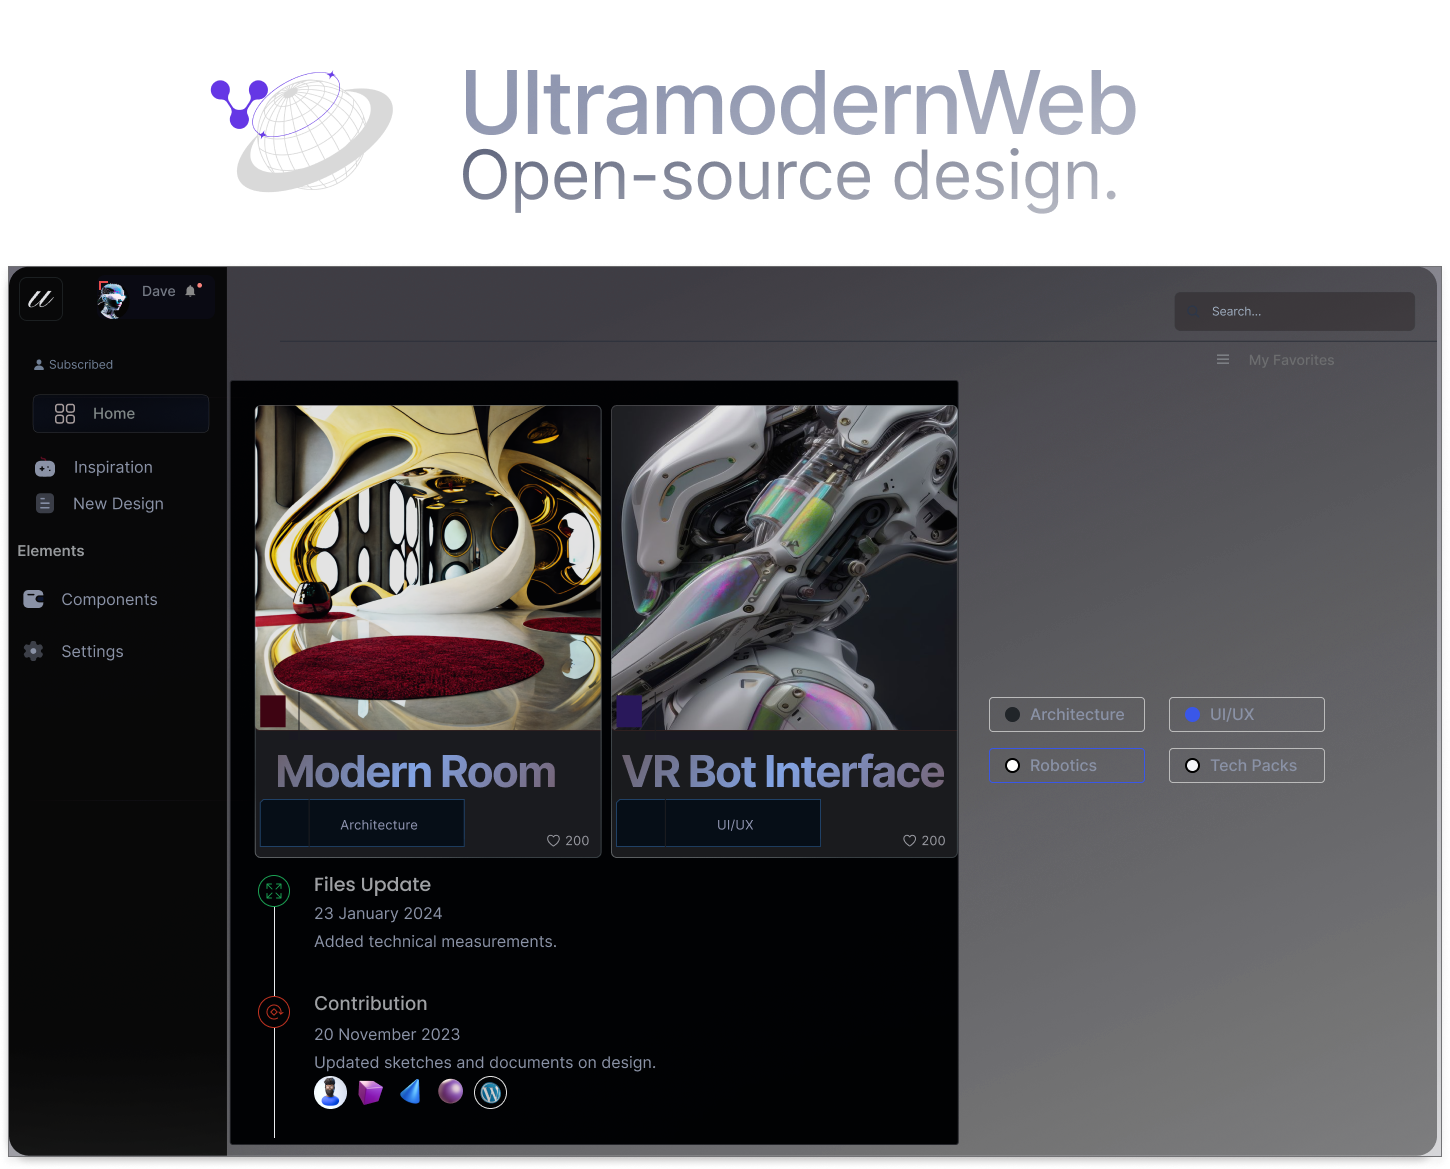 UltramodernWeb
Open-source design.
Dave
Search...
Subscribed
My Favorites
Home
Inspiration
New Design
Elements
Components
Settings
Modern Room
VR Bot Interface
Architecture
200
UI/UX
200
Architecture
UI/UX
Robotics
Tech Packs
Files Update
23 January 2024
Added technical measurements.
Contribution
20 November 2023
Updated sketches and documents on design.